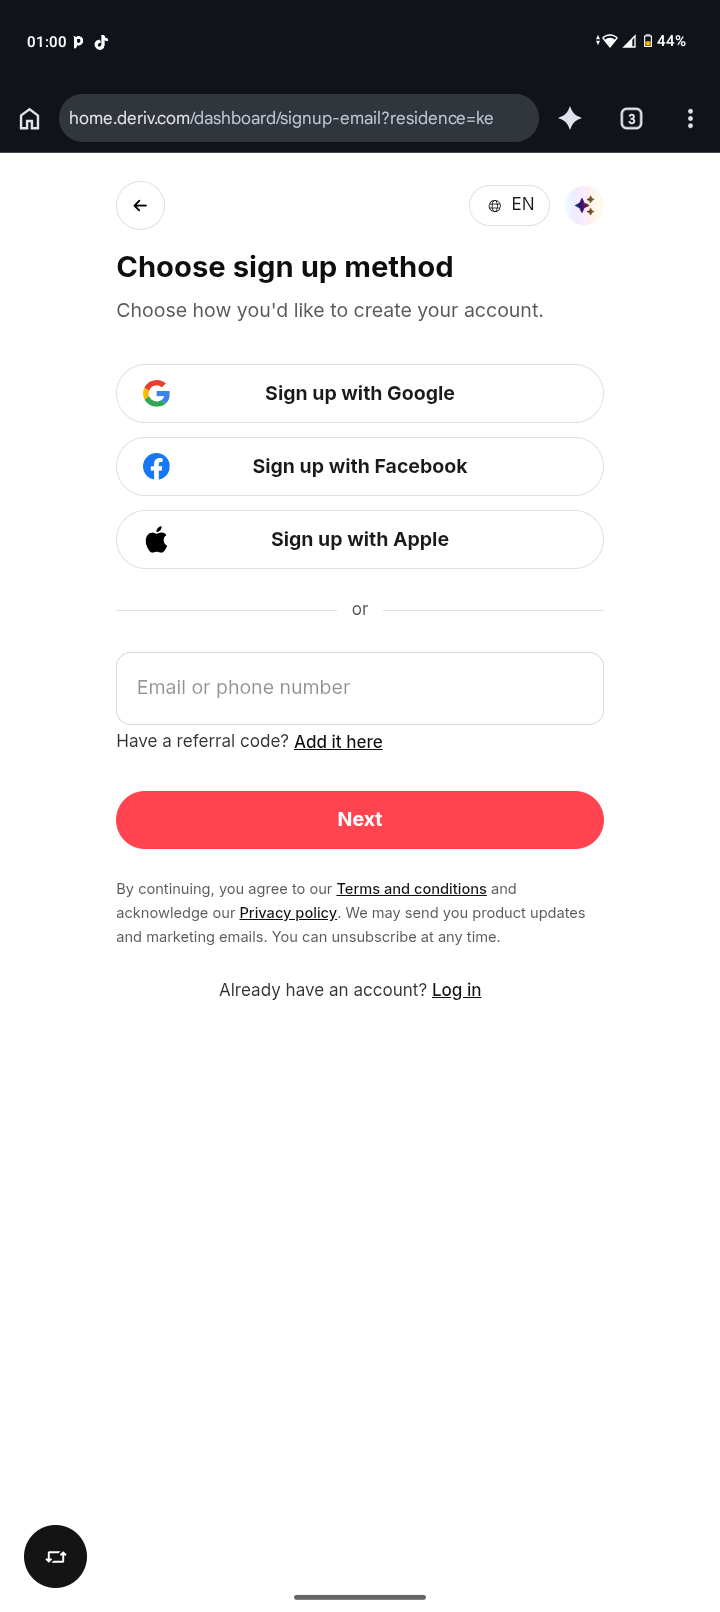 01:00
44%
home.deriv.com/dashboard/signup-email?residence=ke
3
EN
Choose sign up method
Choose how you'd like to create your account.
Sign up with Google
Sign up with Facebook
Sign up with Apple
or
Email or phone number
Have a referral code? Add it here
Next
By continuing, you agree to our Terms and conditions and
acknowledge our Privacy policy. We may send you product updates
and marketing emails. You can unsubscribe at any time.
Already have an account? Log in